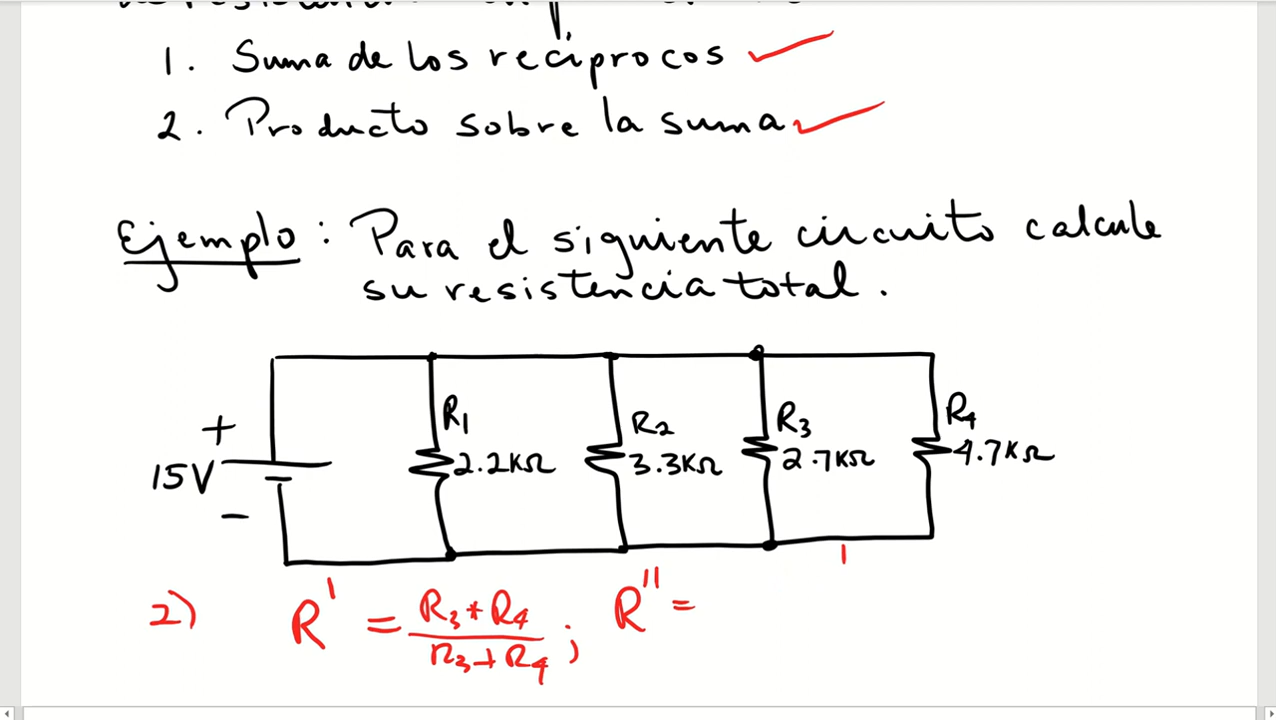 1. Suma de los recíprocos
2. Producto sobre la suma
Ejemplo: Para el siguiente circuito calcule
su resistencia total.
+
15V
-
R1
2.2KΩ
R2
3.3KΩ
R3
2.7KΩ
R4
4.7KΩ
2) R' = R3*R4 / R3+R4 ; R'' =